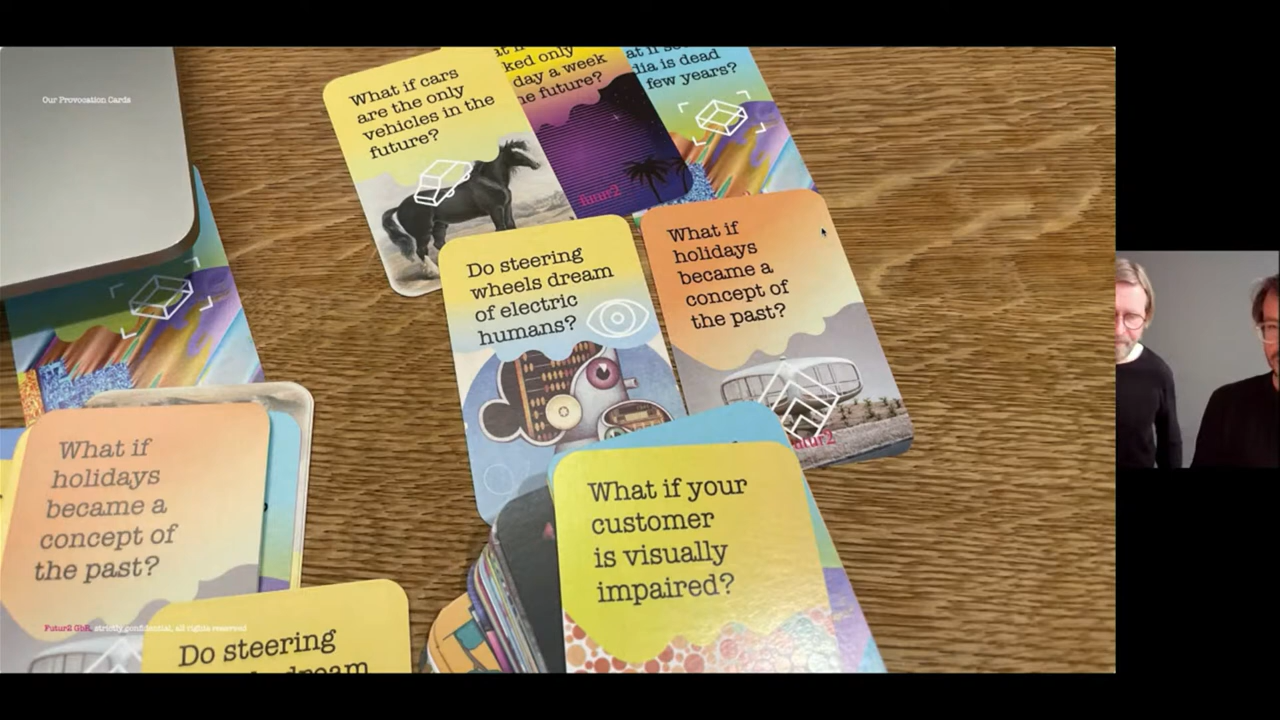 Our Provocation Cards
What if cars
are the only
vehicles in the
future?
ked only
day a week
future?
futur2
dia is dead
few years?
Do steering
wheels dream
of electric
humans?
What if
holidays
became a
concept of
the past?
futur2
What if
holidays
became a
concept of
the past?
What if your
customer
is visually
impaired?
Futur2 GbR, strictly confidential, all rights reserved
Do steering
dream